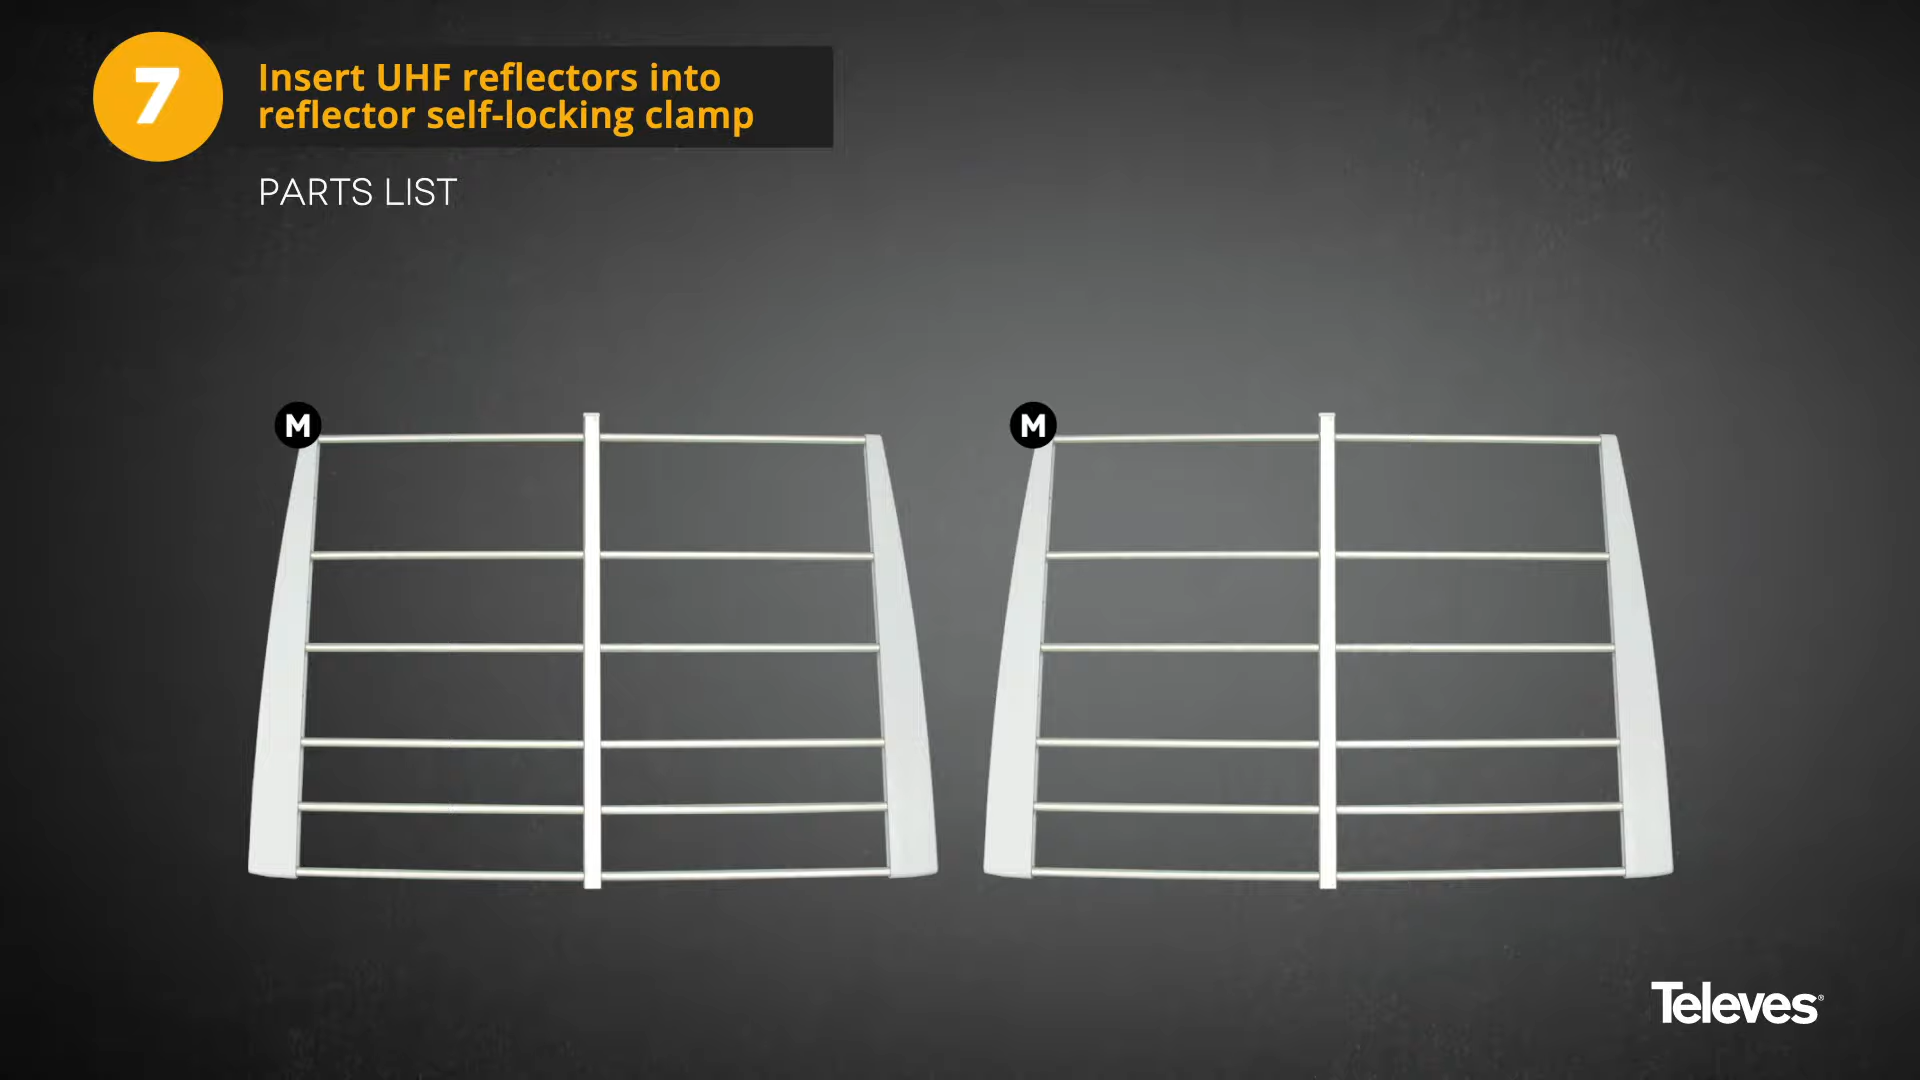 7
Insert UHF reflectors into
reflector self-locking clamp
PARTS LIST
M
M
Televes®